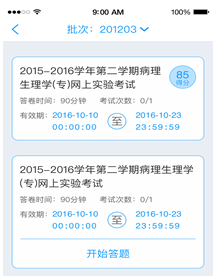 9:00 AM
100%
批次：201203
2015-2016学年第二学期病理
生理学(专)网上实验考试
85
得分
答卷时间：90分钟 考试次数：0/1
有效期：2016-10-10 00:00:00 至 2016-10-23 23:59:59
2015-2016学年第二学期病理生理学
(专)网上实验考试
答卷时间：90分钟 考试次数：0/1
有效期：2016-10-10 00:00:00 至 2016-10-23 23:59:59
开始答题